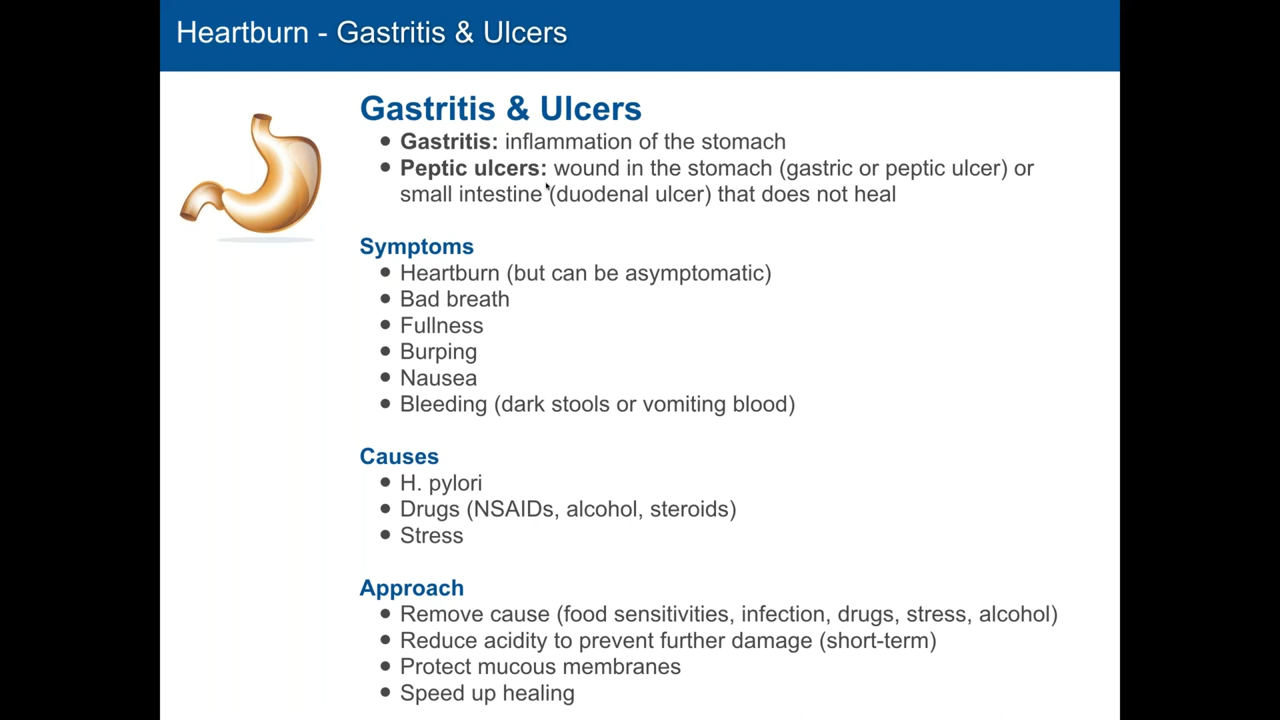 Heartburn - Gastritis & Ulcers
Gastritis & Ulcers
● Gastritis: inflammation of the stomach
● Peptic ulcers: wound in the stomach (gastric or peptic ulcer) or
small intestine (duodenal ulcer) that does not heal
Symptoms
● Heartburn (but can be asymptomatic)
● Bad breath
● Fullness
● Burping
● Nausea
● Bleeding (dark stools or vomiting blood)
Causes
● H. pylori
● Drugs (NSAIDs, alcohol, steroids)
● Stress
Approach
● Remove cause (food sensitivities, infection, drugs, stress, alcohol)
● Reduce acidity to prevent further damage (short-term)
● Protect mucous membranes
● Speed up healing